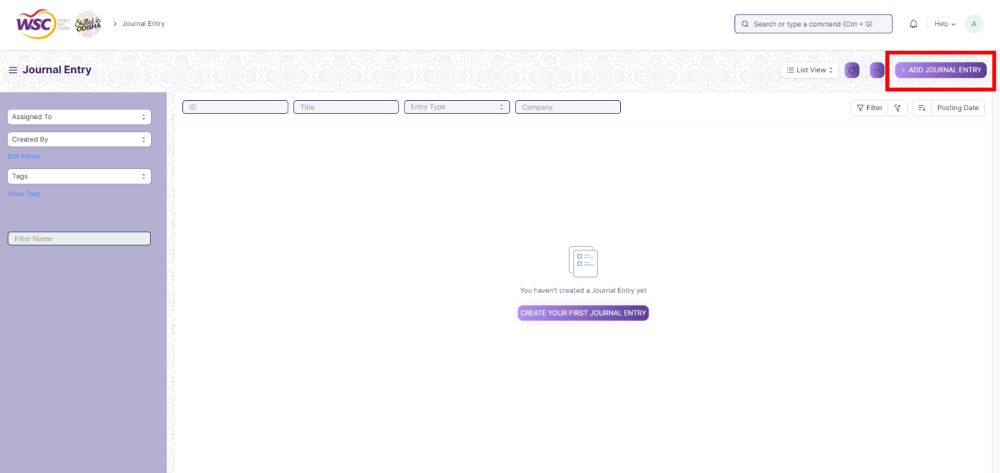 WSC WORLD SKILL CENTER Skilled in ODISHA > Journal Entry Search or type a command (Ctrl + G) Help A
Journal Entry List View ... + ADD JOURNAL ENTRY
Assigned To
Created By
Edit Filters
Tags
Show Tags
Filter Name
ID Title Entry Type Company Filter Posting Date
You haven't created a Journal Entry yet
CREATE YOUR FIRST JOURNAL ENTRY